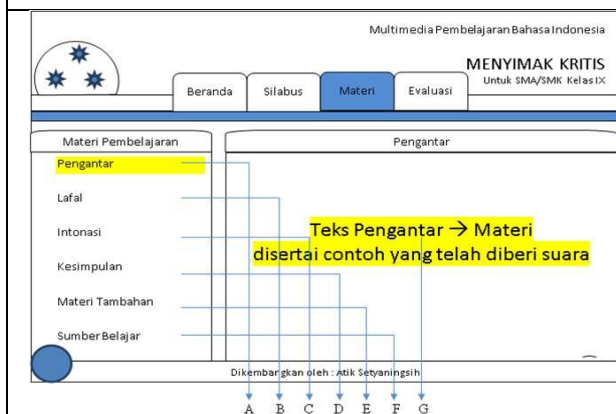 Multimedia Pembelajaran Bahasa Indonesia
MENYIMAK KRITIS
Untuk SMA/SMK Kelas IX
Beranda
Silabus
Materi
Evaluasi
Materi Pembelajaran
Pengantar
Lafal
Intonasi
Kesimpulan
Materi Tambahan
Sumber Belajar
Pengantar
Teks Pengantar → Materi
disertai contoh yang telah diberi suara
Dikembangkan oleh : Atik Setyaningsih
A B C D E F G